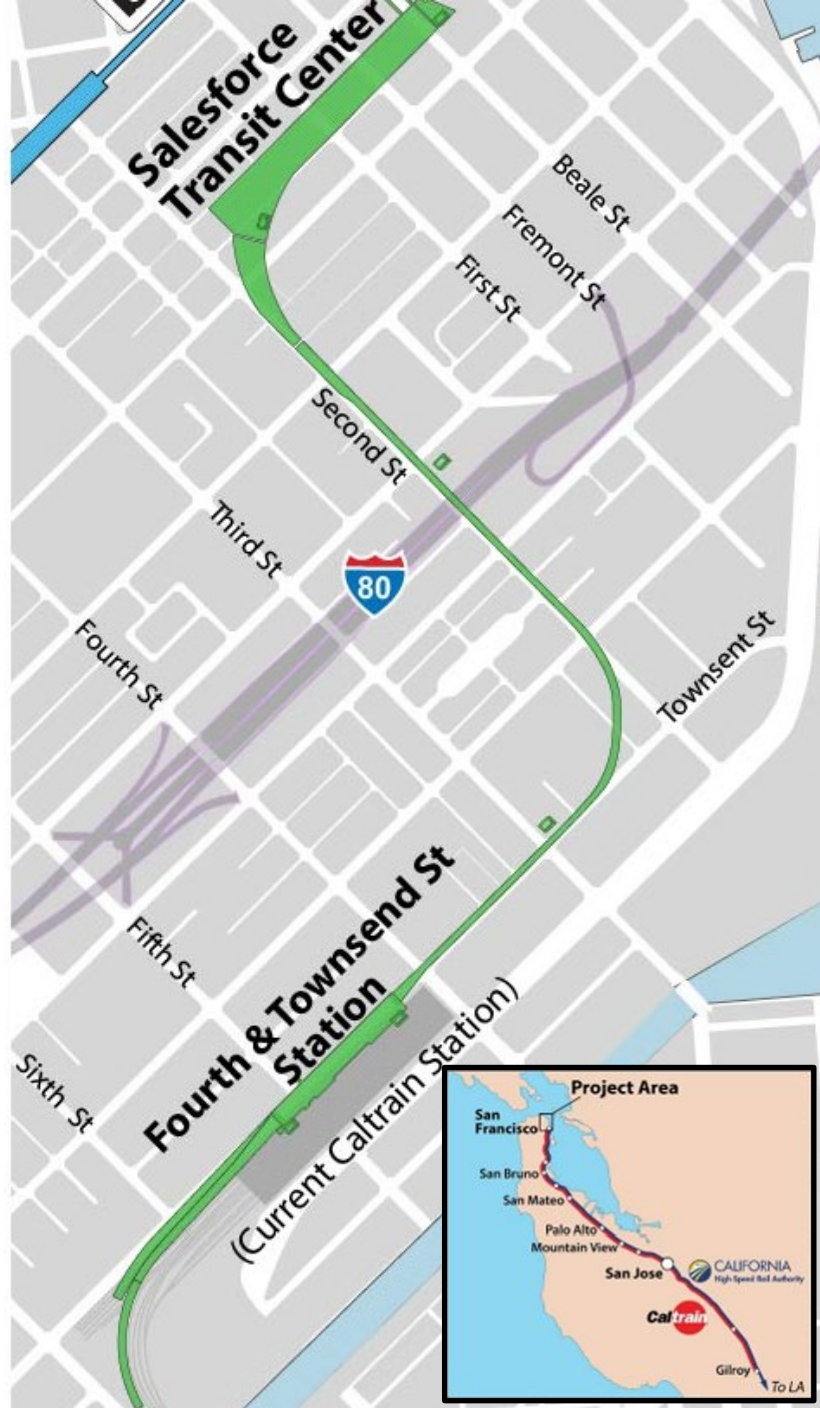 Salesforce
Transit Center
Beale St
Fremont St
First St
Second St
Third St
80
Fourth St
Townsent St
Fourth & Townsend St
Station
(Current Caltrain Station)
Fifth St
Sixth St
Project Area
San
Francisco
San Bruno
San Mateo
Palo Alto
Mountain View
San Jose
CALIFORNIA
High-Speed Rail Authority
Caltrain
Gilroy
To LA